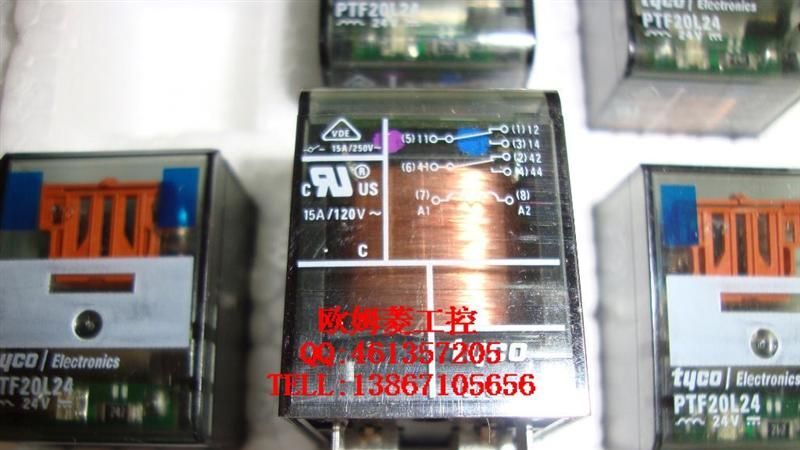 PTF20L24
24V
tyco Electronics
PTF20L24
24V
VDE
15A/250V~
(5) 11
(1) 12
(3) 14
(2) 42
(6) 41
(4) 44
(7) (8)
A1 A2
C RU ® US
15A/120V~
C
欧姆菱工控
QQ:461357205
TELL:13867105656
tyco / Electronics
PTF20L24
24V
tyco / Electronics
PTF20L24
24V